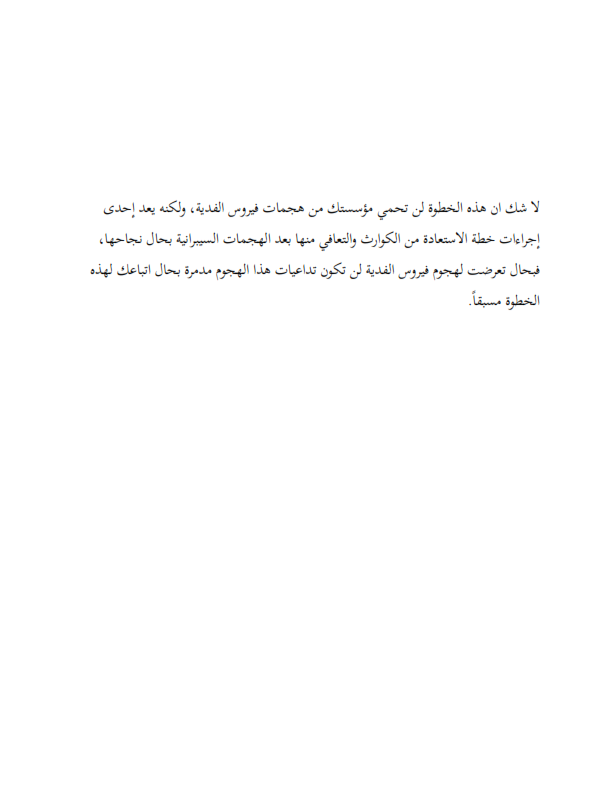 لا شك ان هذه الخطوة لن تحمي مؤسستك من هجمات فيروس الفدية، ولكنه يعد إحدى
إجراءات خطة الاستعادة من الكوارث والتعافي منها بعد الهجمات السيبرانية بحال نجاحها،
فبحال تعرضت لهجوم فيروس الفدية لن تكون تداعيات هذا الهجوم مدمرة بحال اتباعك لهذه
الخطوة مسبقاً.